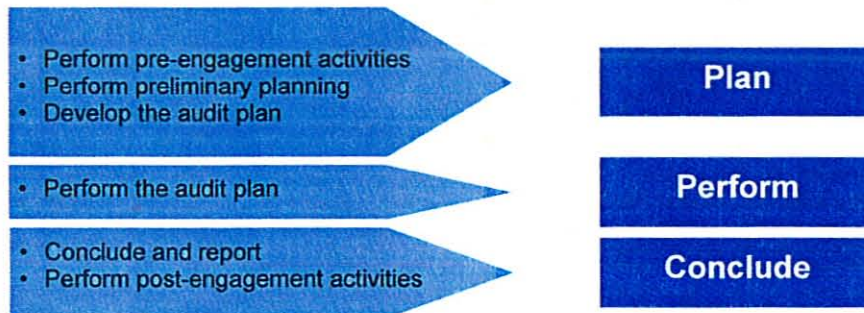 • Perform pre-engagement activities
• Perform preliminary planning
• Develop the audit plan
Plan
• Perform the audit plan
Perform
• Conclude and report
• Perform post-engagement activities
Conclude